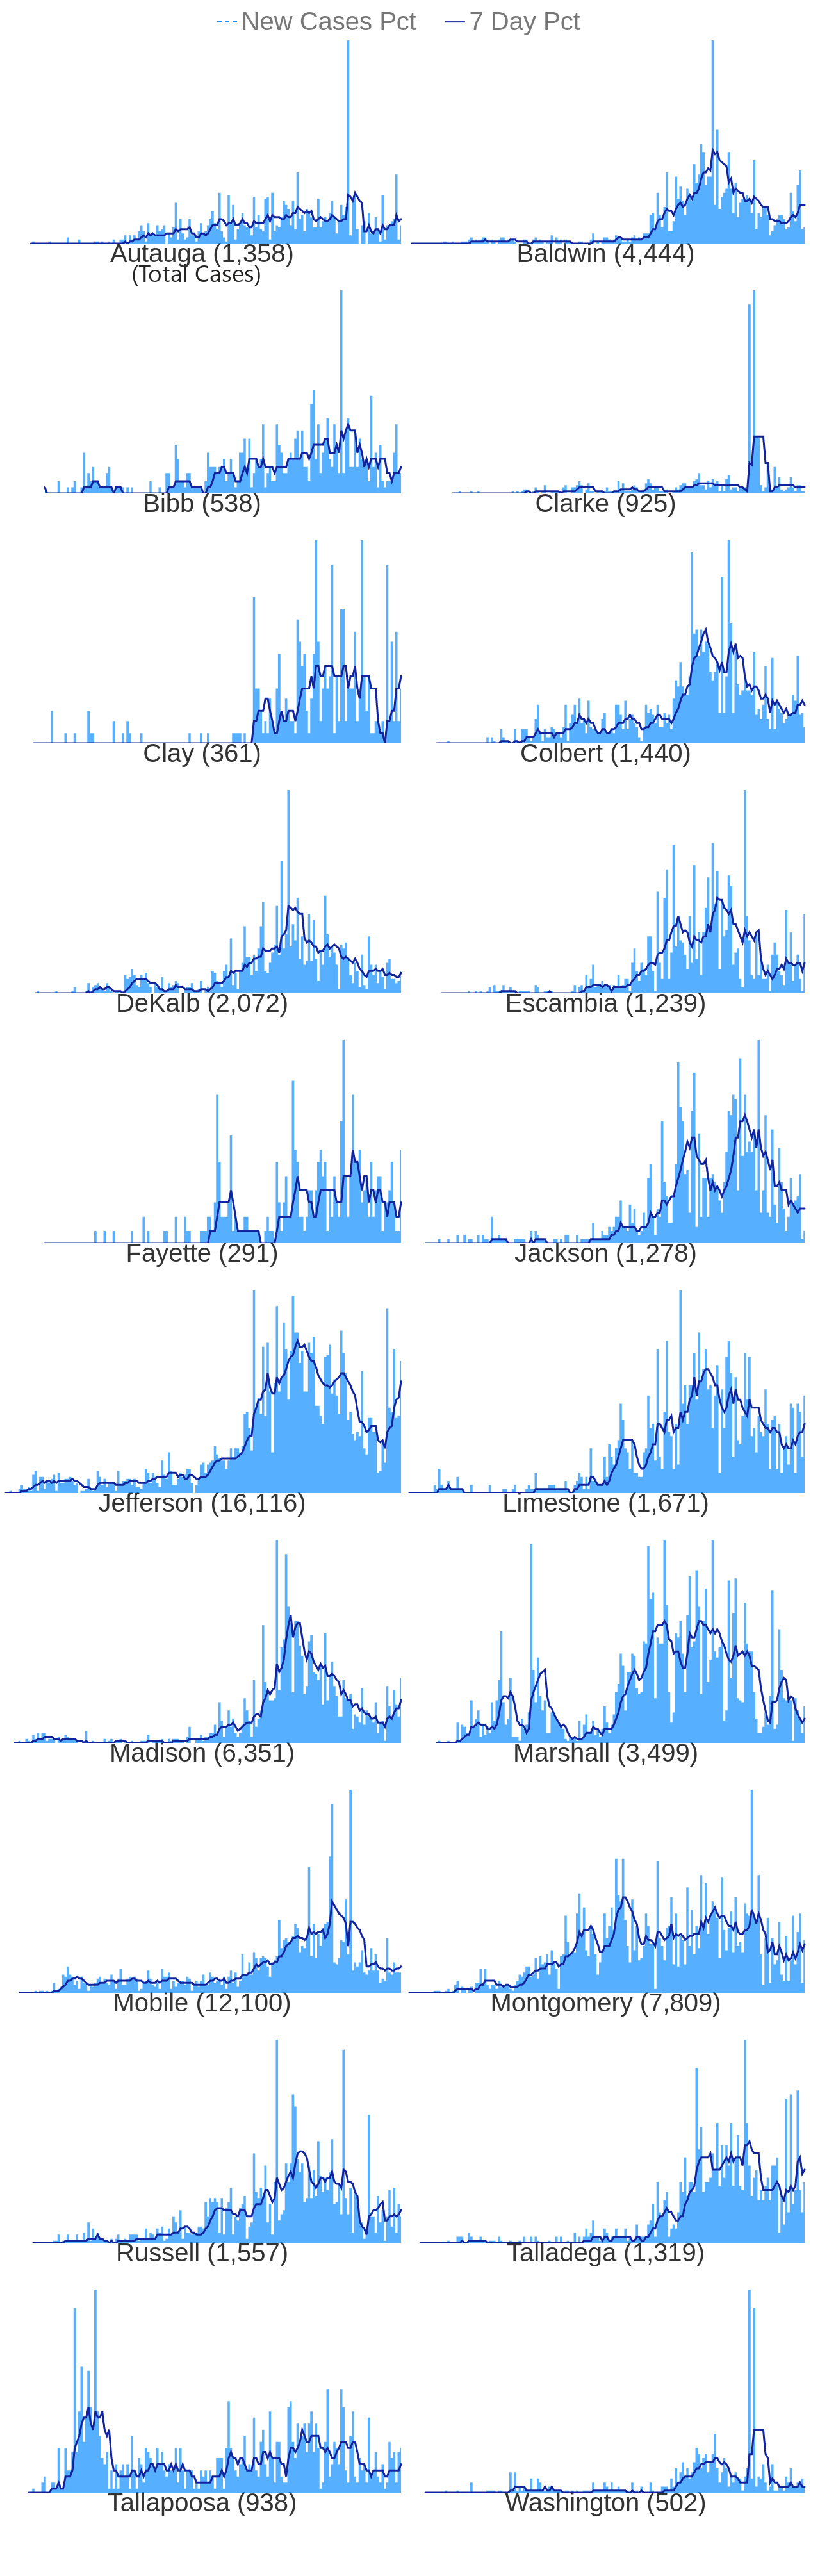 New Cases Pct 7 Day Pct
Autauga (1,358) Baldwin (4,444)
(Total Cases)
Bibb (538) Clarke (925)
Clay (361) Colbert (1,440)
DeKalb (2,072) Escambia (1,239)
Fayette (291) Jackson (1,278)
Jefferson (16,116) Limestone (1,671)
Madison (6,351) Marshall (3,499)
Mobile (12,100) Montgomery (7,809)
Russell (1,557) Talladega (1,319)
Tallapoosa (938) Washington (502)